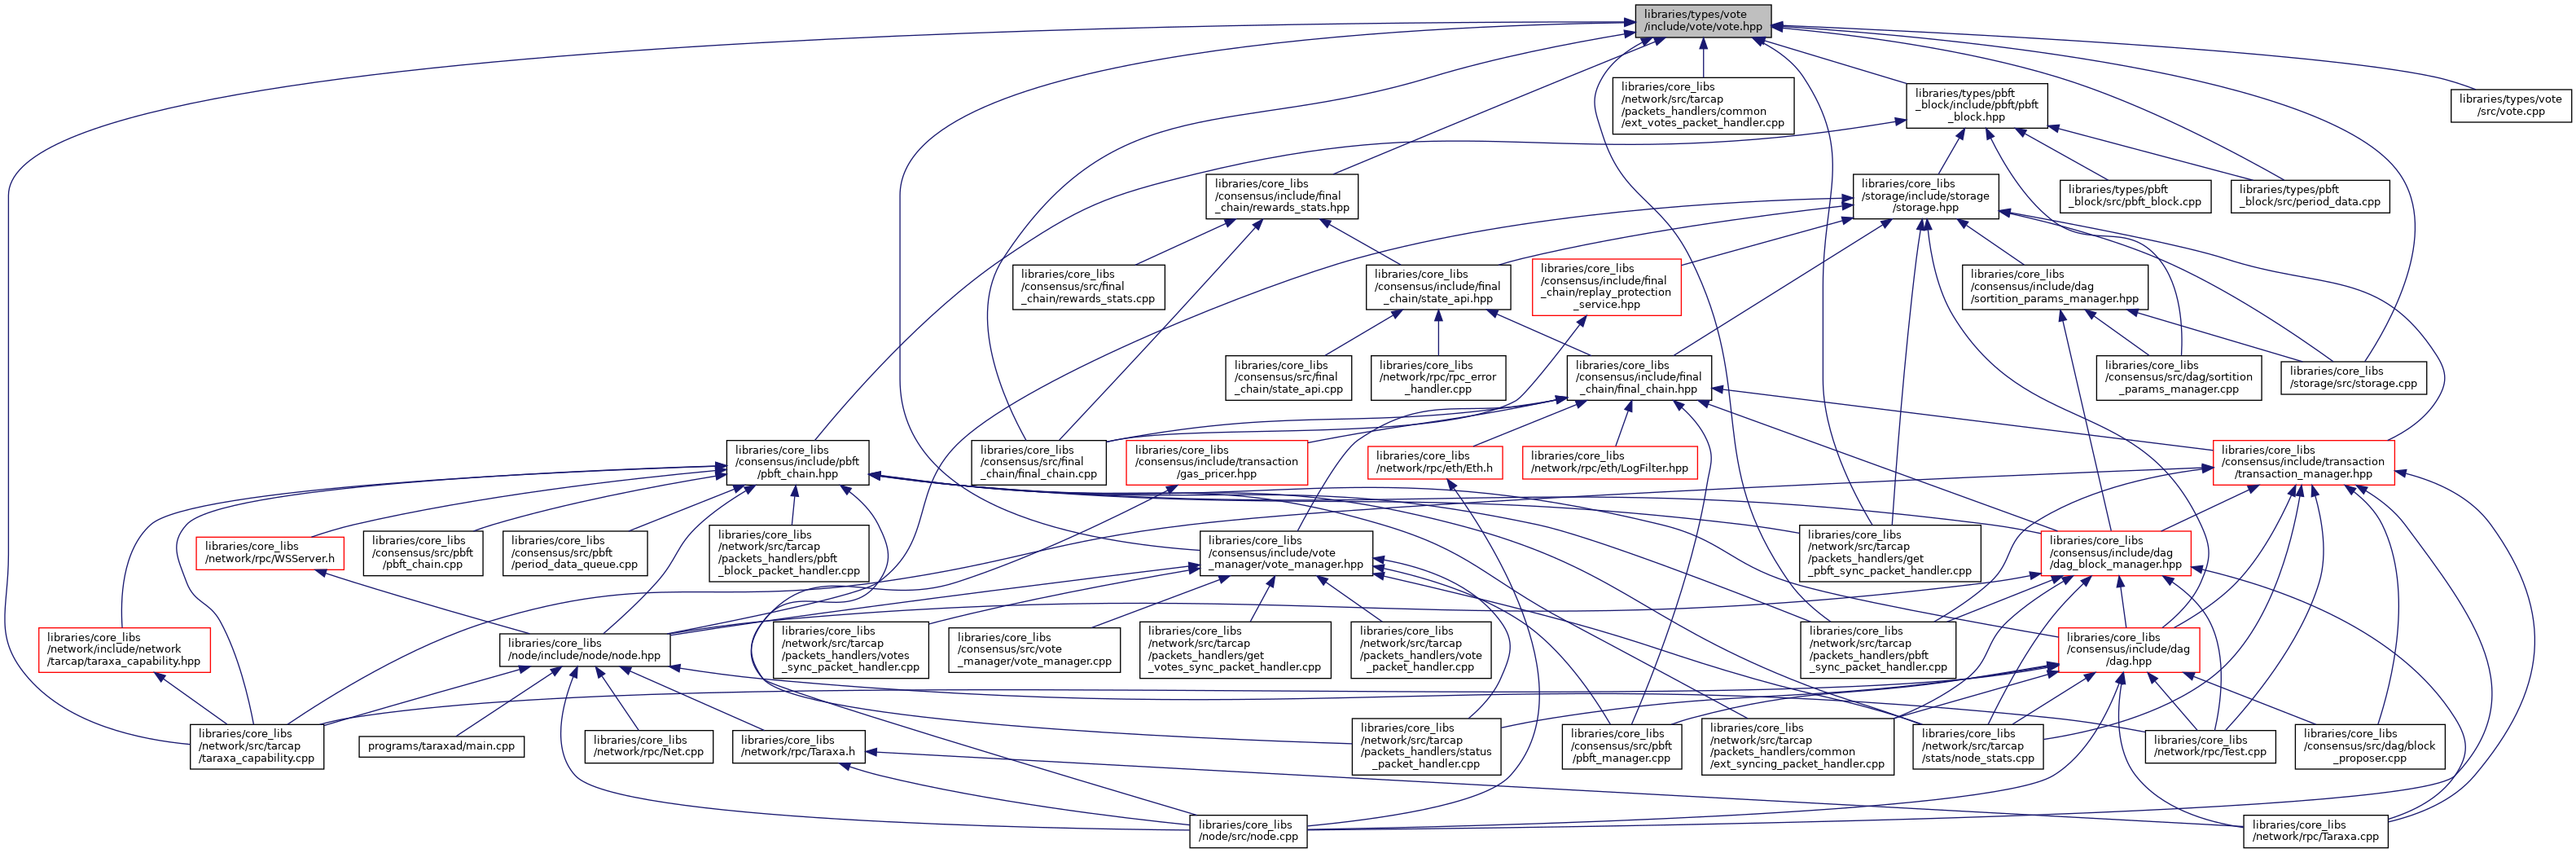 libraries/types/vote
/include/vote/vote.hpp
libraries/core_libs
/network/src/tarcap
/packets_handlers/common
/ext_votes_packet_handler.cpp
libraries/types/pbft
_block/include/pbft/pbft
_block.hpp
libraries/types/vote
/src/vote.cpp
libraries/core_libs
/consensus/include/final
_chain/rewards_stats.hpp
libraries/core_libs
/storage/include/storage
/storage.hpp
libraries/types/pbft
_block/src/pbft_block.cpp
libraries/types/pbft
_block/src/period_data.cpp
libraries/core_libs
/consensus/src/final
_chain/rewards_stats.cpp
libraries/core_libs
/consensus/include/final
_chain/state_api.hpp
libraries/core_libs
/consensus/include/final
_chain/replay_protection
_service.hpp
libraries/core_libs
/consensus/include/dag
/sortition_params_manager.hpp
libraries/core_libs
/consensus/src/final
_chain/state_api.cpp
libraries/core_libs
/network/rpc/rpc_error
_handler.cpp
libraries/core_libs
/consensus/include/final
_chain/final_chain.hpp
libraries/core_libs
/consensus/src/dag/sortition
_params_manager.cpp
libraries/core_libs
/storage/src/storage.cpp
libraries/core_libs
/consensus/include/pbft
/pbft_chain.hpp
libraries/core_libs
/consensus/src/final
_chain/final_chain.cpp
libraries/core_libs
/consensus/include/transaction
/gas_pricer.hpp
libraries/core_libs
/network/rpc/eth/Eth.h
libraries/core_libs
/network/rpc/eth/LogFilter.hpp
libraries/core_libs
/consensus/include/transaction
/transaction_manager.hpp
libraries/core_libs
/network/rpc/WSServer.h
libraries/core_libs
/consensus/src/pbft
/pbft_chain.cpp
libraries/core_libs
/consensus/src/pbft
/period_data_queue.cpp
libraries/core_libs
/network/src/tarcap
/packets_handlers/pbft
_block_packet_handler.cpp
libraries/core_libs
/consensus/include/vote
_manager/vote_manager.hpp
libraries/core_libs
/network/src/tarcap
/packets_handlers/get
_pbft_sync_packet_handler.cpp
libraries/core_libs
/consensus/include/dag
/dag_block_manager.hpp
libraries/core_libs
/network/include/network
/tarcap/taraxa_capability.hpp
libraries/core_libs
/node/include/node/node.hpp
libraries/core_libs
/network/src/tarcap
/packets_handlers/votes
_sync_packet_handler.cpp
libraries/core_libs
/consensus/src/vote
_manager/vote_manager.cpp
libraries/core_libs
/network/src/tarcap
/packets_handlers/get
_votes_sync_packet_handler.cpp
libraries/core_libs
/network/src/tarcap
/packets_handlers/vote
_packet_handler.cpp
libraries/core_libs
/network/src/tarcap
/packets_handlers/pbft
_sync_packet_handler.cpp
libraries/core_libs
/consensus/include/dag
/dag.hpp
libraries/core_libs
/network/src/tarcap
/taraxa_capability.cpp
programs/taraxad/main.cpp
libraries/core_libs
/network/rpc/Net.cpp
libraries/core_libs
/network/rpc/Taraxa.h
libraries/core_libs
/network/src/tarcap
/packets_handlers/status
_packet_handler.cpp
libraries/core_libs
/consensus/src/pbft
/pbft_manager.cpp
libraries/core_libs
/network/src/tarcap
/packets_handlers/common
/ext_syncing_packet_handler.cpp
libraries/core_libs
/network/src/tarcap
/stats/node_stats.cpp
libraries/core_libs
/network/rpc/Test.cpp
libraries/core_libs
/consensus/src/dag/block
_proposer.cpp
libraries/core_libs
/node/src/node.cpp
libraries/core_libs
/network/rpc/Taraxa.cpp